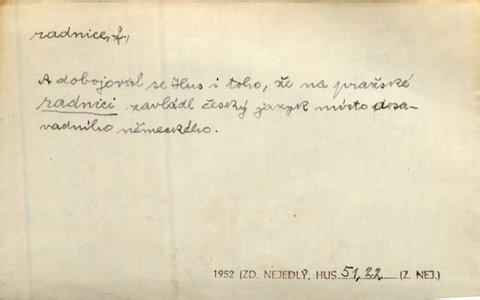 radnice, f.,
A dobojoval se Hus i toho, že na pražské
radnici zavládl český jazyk místo dosa-
vadního německého.
1952 (ZD. NEJEDLÝ, HUS 51, 22 (Z. NEJ.)